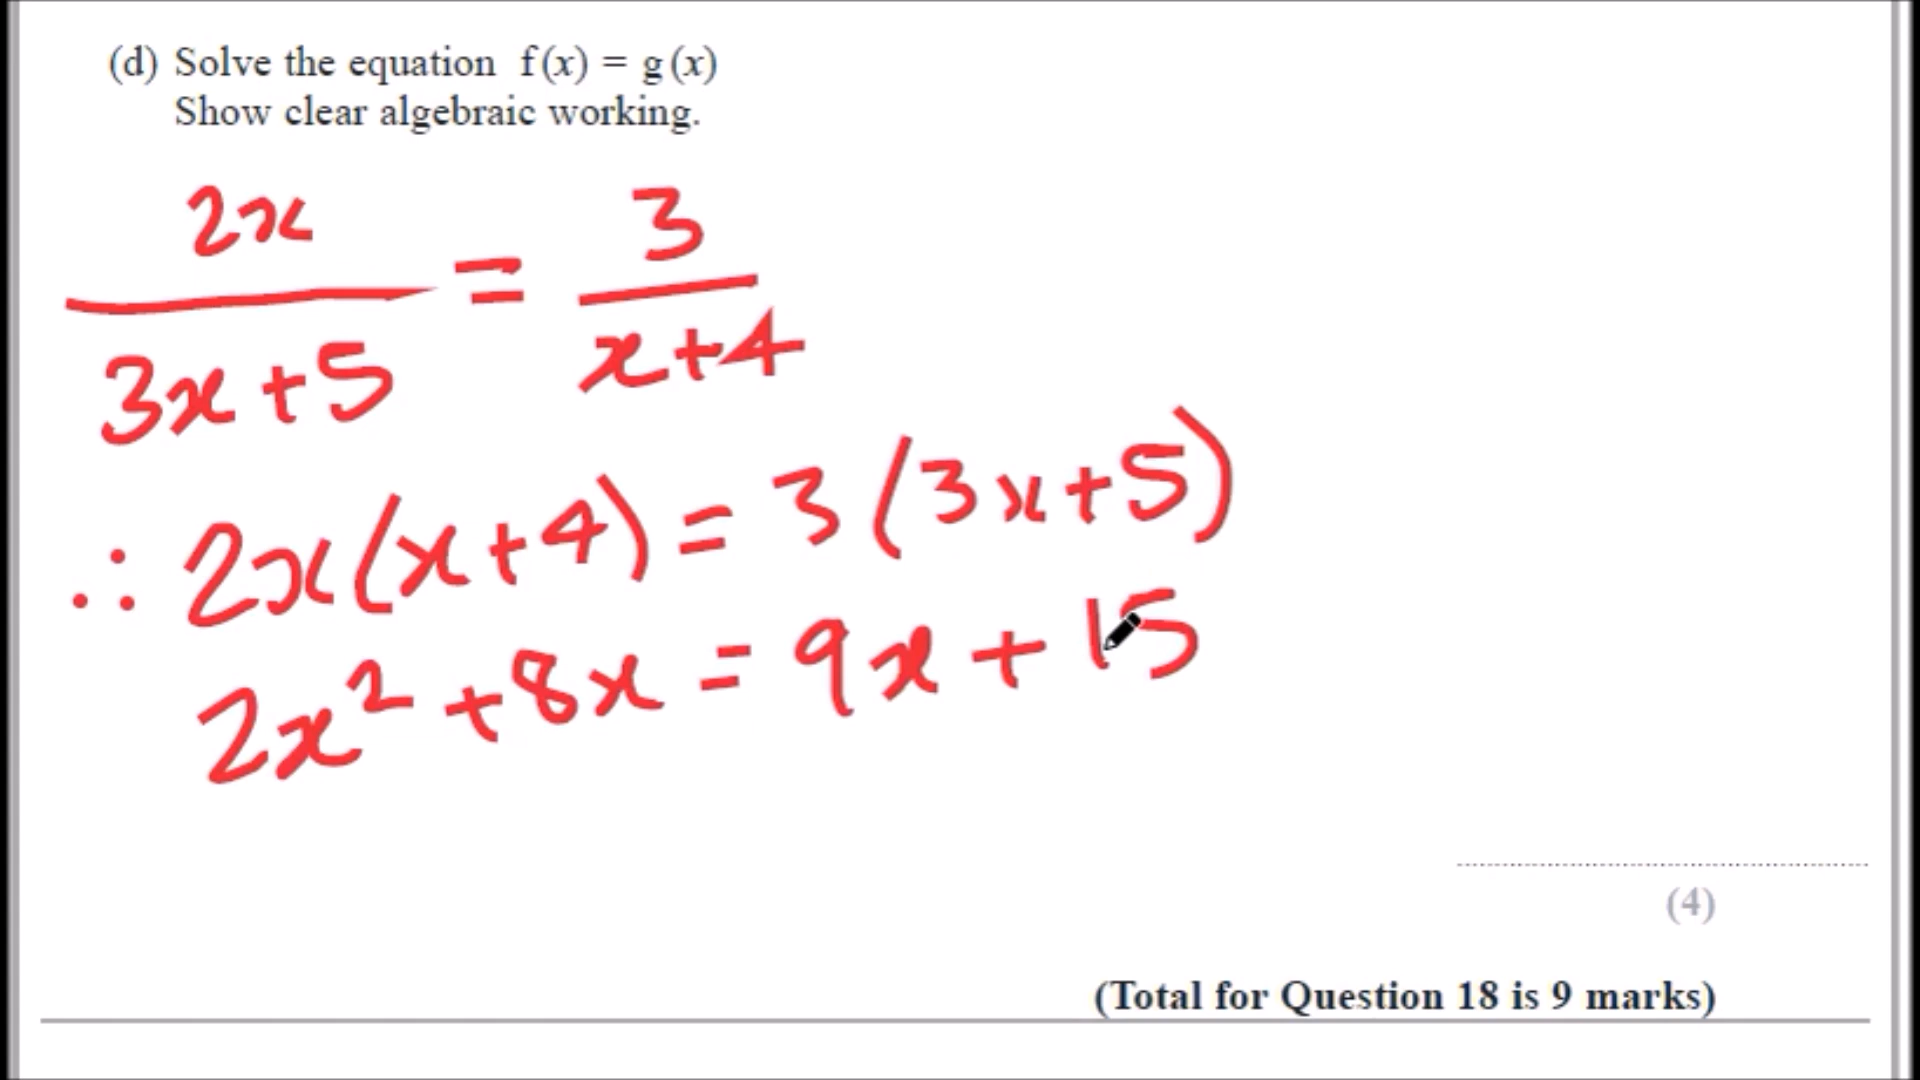 (d) Solve the equation f(x) = g(x)
Show clear algebraic working.
2x/(3x+5) = 3/(x+4)
∴ 2x(x+4) = 3(3x+5)
2x² + 8x = 9x + 15
(4)
(Total for Question 18 is 9 marks)